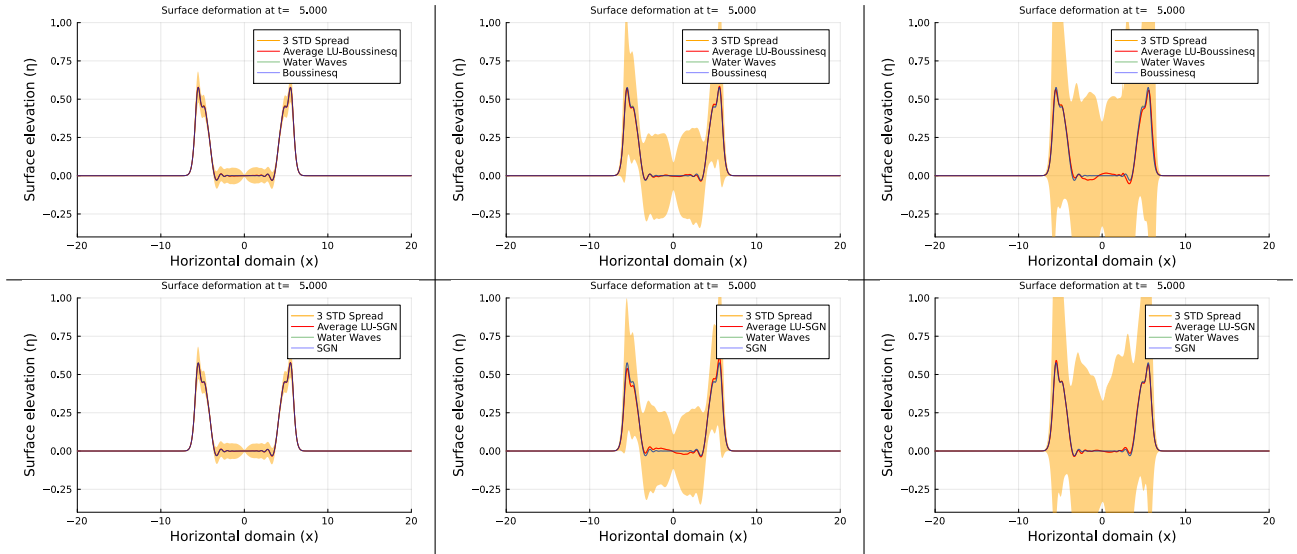 Surface deformation at t= 5.000
Surface elevation (η)
1.00
0.75
0.50
0.25
0.00
−0.25
3 STD Spread
Average LU-Boussinesq
Water Waves
Boussinesq
−20 −10 0 10 20
Horizontal domain (x)
Surface deformation at t= 5.000
Surface elevation (η)
1.00
0.75
0.50
0.25
0.00
−0.25
3 STD Spread
Average LU-Boussinesq
Water Waves
Boussinesq
−20 −10 0 10 20
Horizontal domain (x)
Surface deformation at t= 5.000
Surface elevation (η)
1.00
0.75
0.50
0.25
0.00
−0.25
3 STD Spread
Average LU-Boussinesq
Water Waves
Boussinesq
−20 −10 0 10 20
Horizontal domain (x)
Surface deformation at t= 5.000
Surface elevation (η)
1.00
0.75
0.50
0.25
0.00
−0.25
3 STD Spread
Average LU-SGN
Water Waves
SGN
−20 −10 0 10 20
Horizontal domain (x)
Surface deformation at t= 5.000
Surface elevation (η)
1.00
0.75
0.50
0.25
0.00
−0.25
3 STD Spread
Average LU-SGN
Water Waves
SGN
−20 −10 0 10 20
Horizontal domain (x)
Surface deformation at t= 5.000
Surface elevation (η)
1.00
0.75
0.50
0.25
0.00
−0.25
3 STD Spread
Average LU-SGN
Water Waves
SGN
−20 −10 0 10 20
Horizontal domain (x)